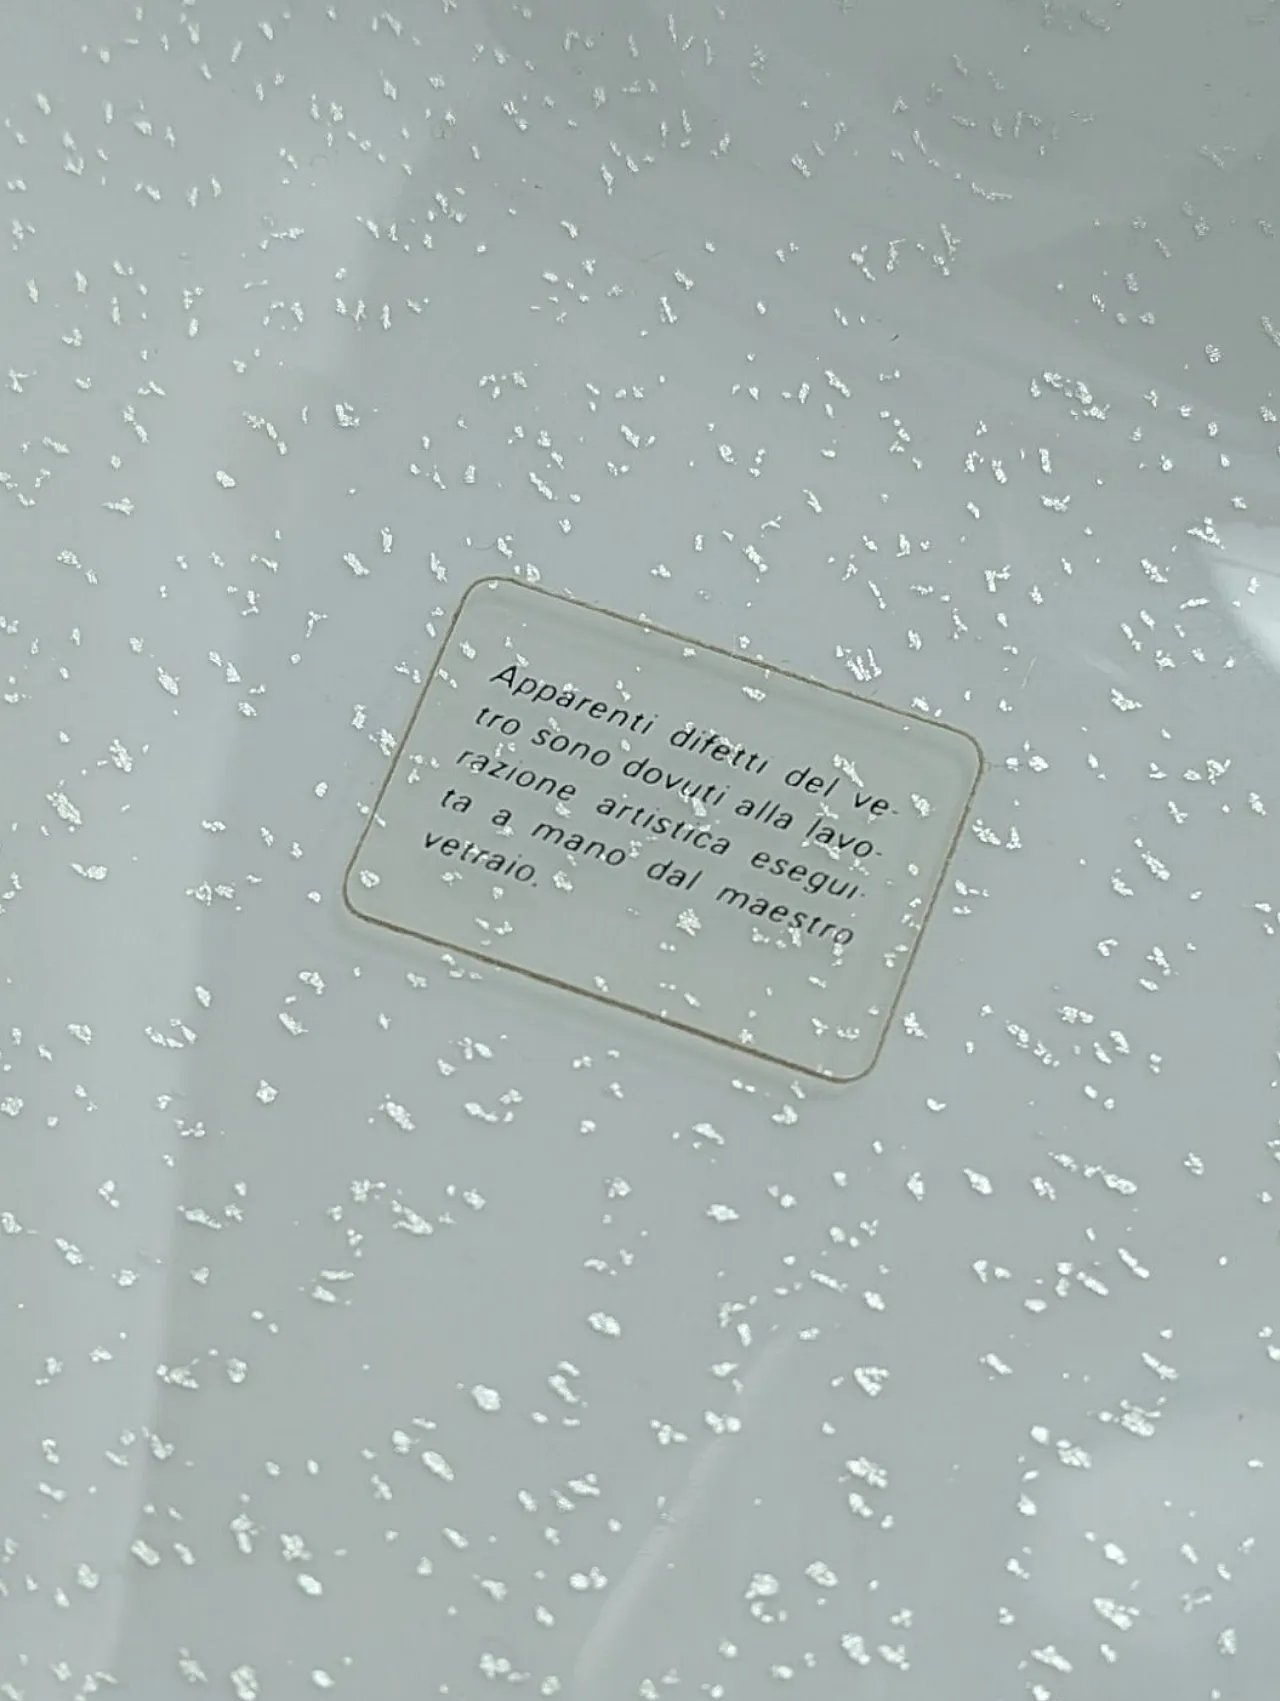 Apparenti difetti del ve-
tro sono dovuti alla lavo-
razione artistica esegui-
ta a mano dal maestro
vetraio.